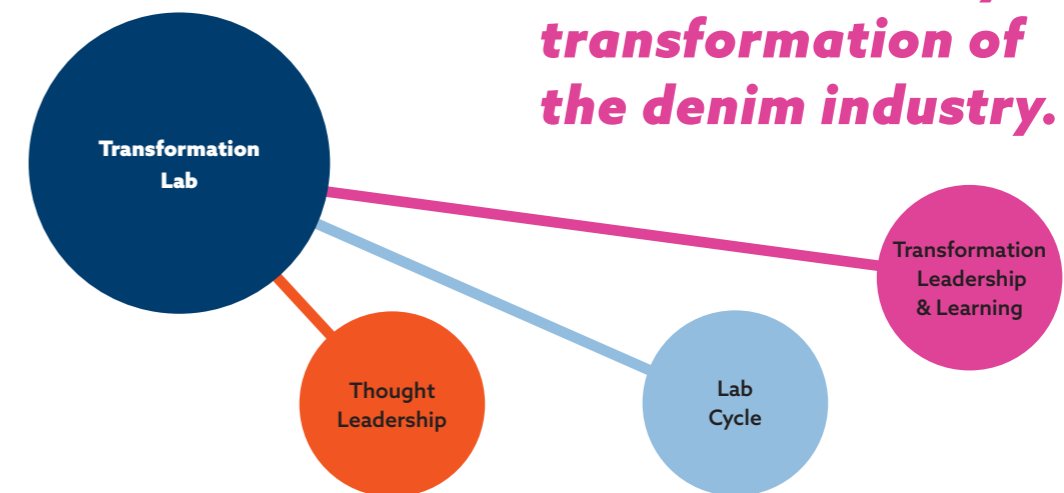 transformation of
the denim industry.
Transformation
Lab
Transformation
Leadership
& Learning
Thought
Leadership
Lab
Cycle